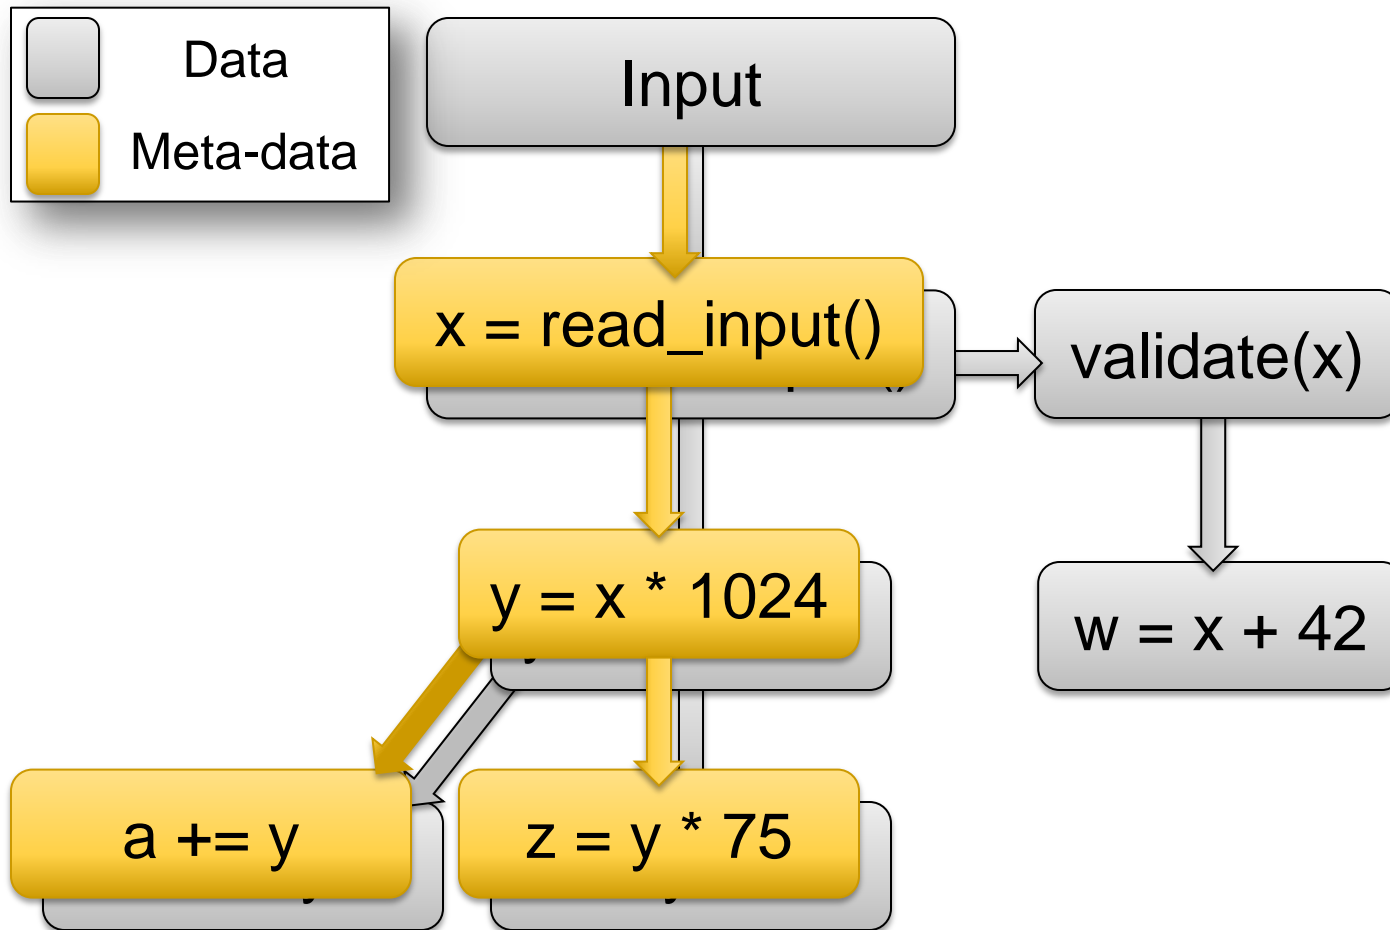 Data
Meta-data
Input
x = read_input()
validate(x)
y = x * 1024
w = x + 42
a += y
z = y * 75